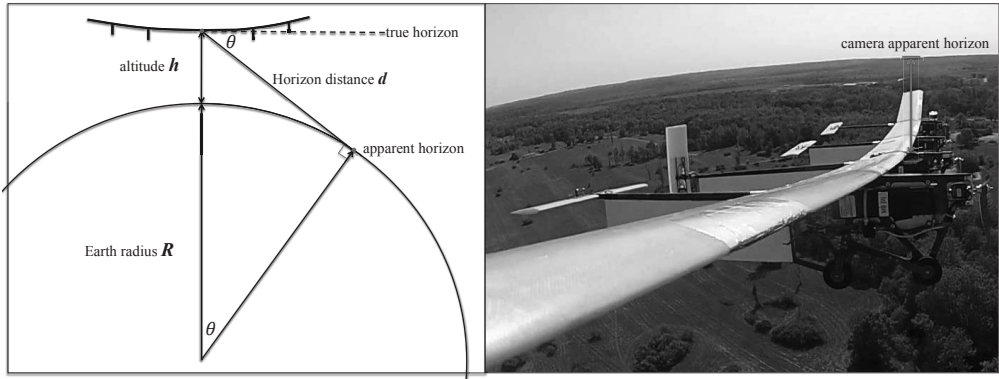 θ
true horizon
altitude h
Horizon distance d
apparent horizon
Earth radius R
θ
camera apparent horizon